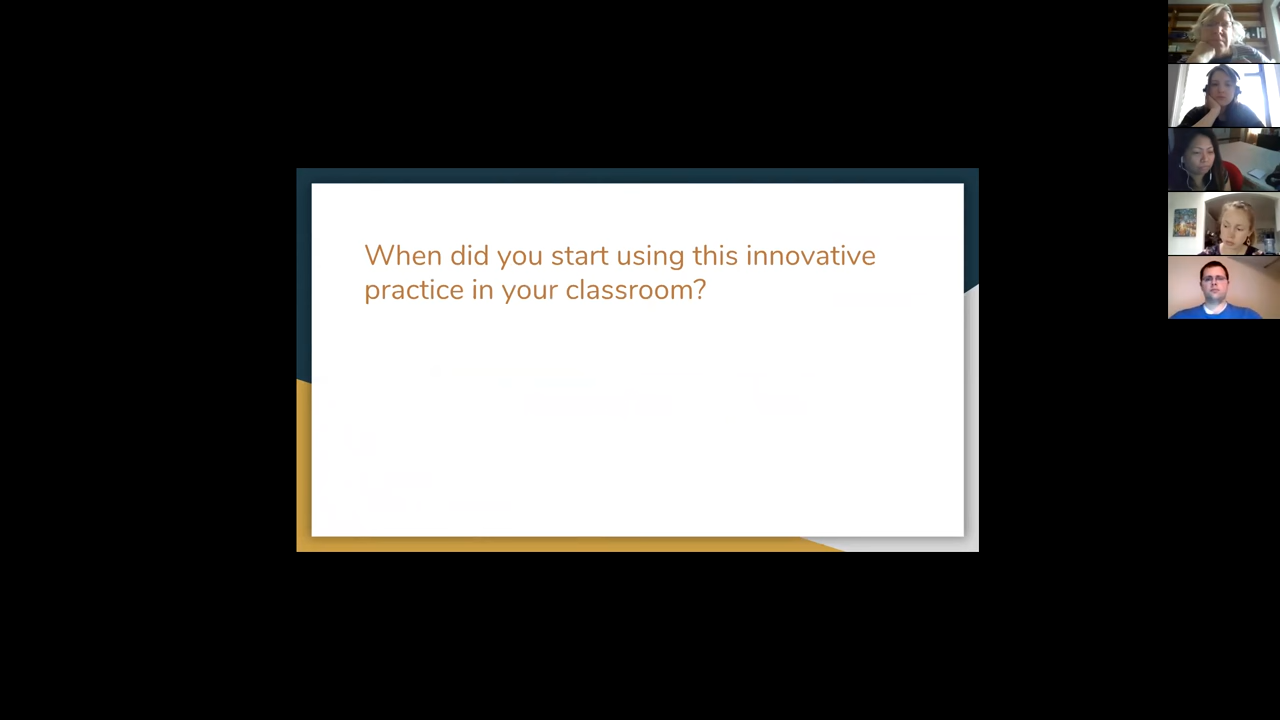 When did you start using this innovative
practice in your classroom?